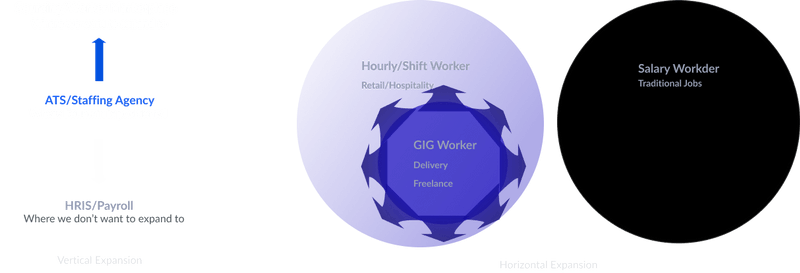 ATS/Staffing Agency
HRIS/Payroll
Where we don't want to expand to
Vertical Expansion
Hourly/Shift Worker
Retail/Hospitality
GIG Worker
Delivery
Freelance
Salary Workder
Traditional Jobs
Horizontal Expansion